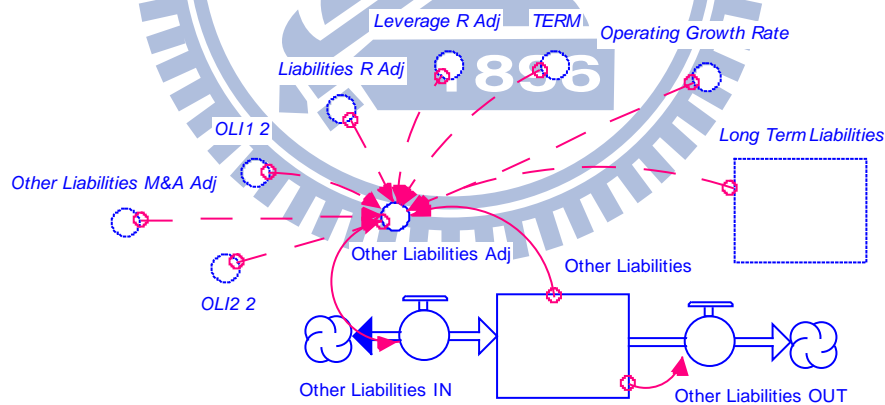 Leverage R Adj
TERM
Operating Growth Rate
Liabilities R Adj
1896
OLI1 2
Long Term Liabilities
Other Liabilities M&A Adj
Other Liabilities Adj
Other Liabilities
OLI2 2
Other Liabilities IN
Other Liabilities OUT